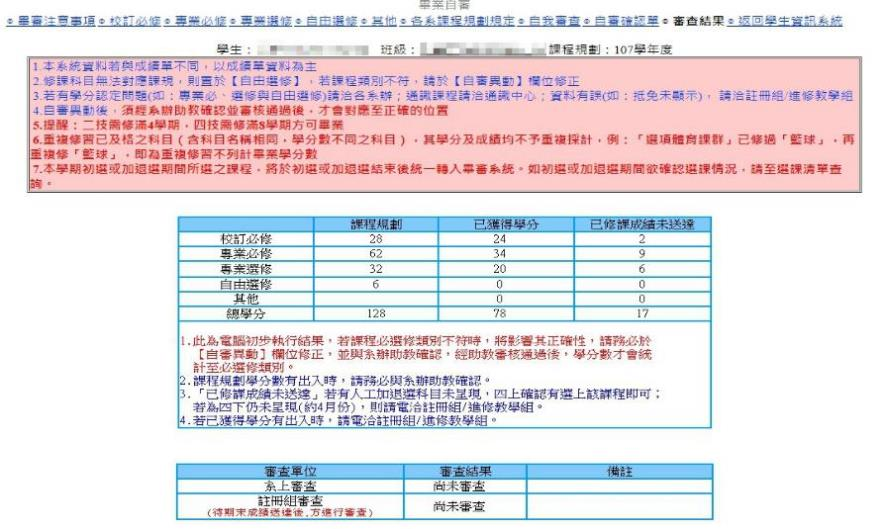 畢業自審
畢審注意事項 校訂必修 專業必修 專業選修 自由選修 其他 各系課程規劃規定 自我審查 自審確認單 審查結果 返回學生資訊系統
學生： 班級： 課程規劃：107學年度
1.本系統資料若與成績單不同，以成績單資料為主
2.修課科目無法對應課規，則置於【自由選修】，若課程類別不符，請於【自審異動】欄位修正
3.若有學分認定問題(如：專業必、選修與自由選修)請洽各系辦；通識課程請洽通識中心；資料有誤(如：抵免未顯示)，請洽註冊組/進修教學組
4.自審異動後，須經系辦助教確認並審核通過後，才會對應至正確的位置
5.提醒：二技需修滿4學期，四技需修滿8學期方可畢業
6.重複修習已及格之科目（含科目名稱相同，學分數不同之科目），其學分及成績均不予重複採計，例：「選項體育課群」已修過「籃球」，再
重複修「籃球」，即為重複修習不列計畢業學分數
7.本學期初選或加退選期間所選之課程，將於初選或加退選結束後統一轉入畢審系統。如初選或加退選期間欲確認選課情況，請至選課清單查
詢。
課程規劃 已獲得學分 已修課成績未送達
校訂必修 28 24 2
專業必修 62 34 9
專業選修 32 20 6
自由選修 6 0 0
其他 0 0
總學分 128 78 17
1.此為電腦初步執行結果，若課程必選修類別不符時，將影響其正確性，請務必於
【自審異動】欄位修正，並與系辦助教確認，經助教審核通過後，學分數才會統
計至必選修類別。
2.課程規劃學分數有出入時，請務必與系辦助教確認。
3.「已修課成績未送達」若有人工加退選科目未呈現，四上確認有選上該課程即可；
若為四下仍未呈現(約4月份)，則請電洽註冊組/進修教學組。
4.若已獲得學分有出入時，請電洽註冊組/進修教學組。
審查單位 審查結果 備註
系上審查 尚未審查
註冊組審查
(待期末成績送達後,方進行審查) 尚未審查